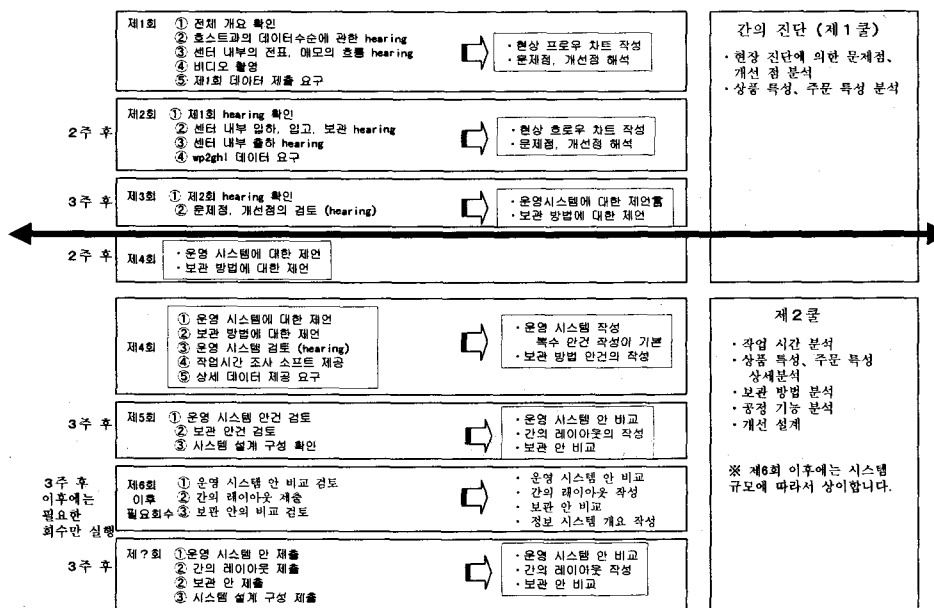 제1회 ① 전체 개요 확인
② 호스트과의 데이터수순에 관한 hearing
③ 센터 내부의 전표, 애모의 흐름 hearing
④ 비디오 촬영
⑤ 제1회 데이터 제출 요구
· 현상 프로우 차트 작성
· 문제점, 개선점 해석
간의 진단 (제1쿨)
· 현장 진단에 의한 문제점、
개선 점 분석
· 상품 특성、주문 특성 분석
2주 후
제2회 ① 제1회 hearing 확인
② 센터 내부 입하, 입고, 보관 hearing
③ 센터 내부 출하 hearing
④ wp2gh! 데이터 요구
· 현상 흐로우 차트 작성
· 문제점, 개선점 해석
3주 후
제3회 ① 제2회 hearing 확인
② 문제점, 개선점의 검토 (hearing)
· 운영시스템에 대한 제언言
· 보관 방법에 대한 제언
2주 후
제4회
· 운영 시스템에 대한 제언
· 보관 방법에 대한 제언
제4회
① 운영 시스템에 대한 제언
② 보관 방법에 대한 제언
③ 운영 시스템 검토 (hearing)
④ 작업시간 조사 소프트 제공
⑤ 상세 데이터 제공 요구
· 운영 시스템 작성
복수 안건 작성이 기본
· 보관 방법 안건의 작성
제2쿨
· 작업 시간 분석
· 상품 특성、주문 특성
상세분석
· 보관 방법 분석
· 공정 기능 분석
· 개선 설계
※ 제6회 이후에는 시스템
규모에 따라서 상이합니다.
3주 후
제5회 ① 운영 시스템 안건 검토
② 보관 안건 검토
③ 시스템 설계 구성 확인
· 운영 시스템 안 비교
· 간의 레이아웃의 작성
· 보관 안 비교
3주 후
이후에는
필요한
회수만 실행
제6회 ① 운영 시스템 안 비교 검토
이후 ② 간의 래이아웃 제출
필요회수 ③ 보관 안의 비교 검토
· 운영 시스템 안 비교
· 간의 래이아웃 작성
· 보관 안 비교
· 정보 시스템 개요 작성
3주 후
제?회 ①운영 시스템 안 제출
② 간의 레이아웃 제출
② 보관 안 제출
③ 시스템 설계 구성 제출
· 운영 시스템 안 비교
· 간의 레이아웃 작성
· 보관 안 비교